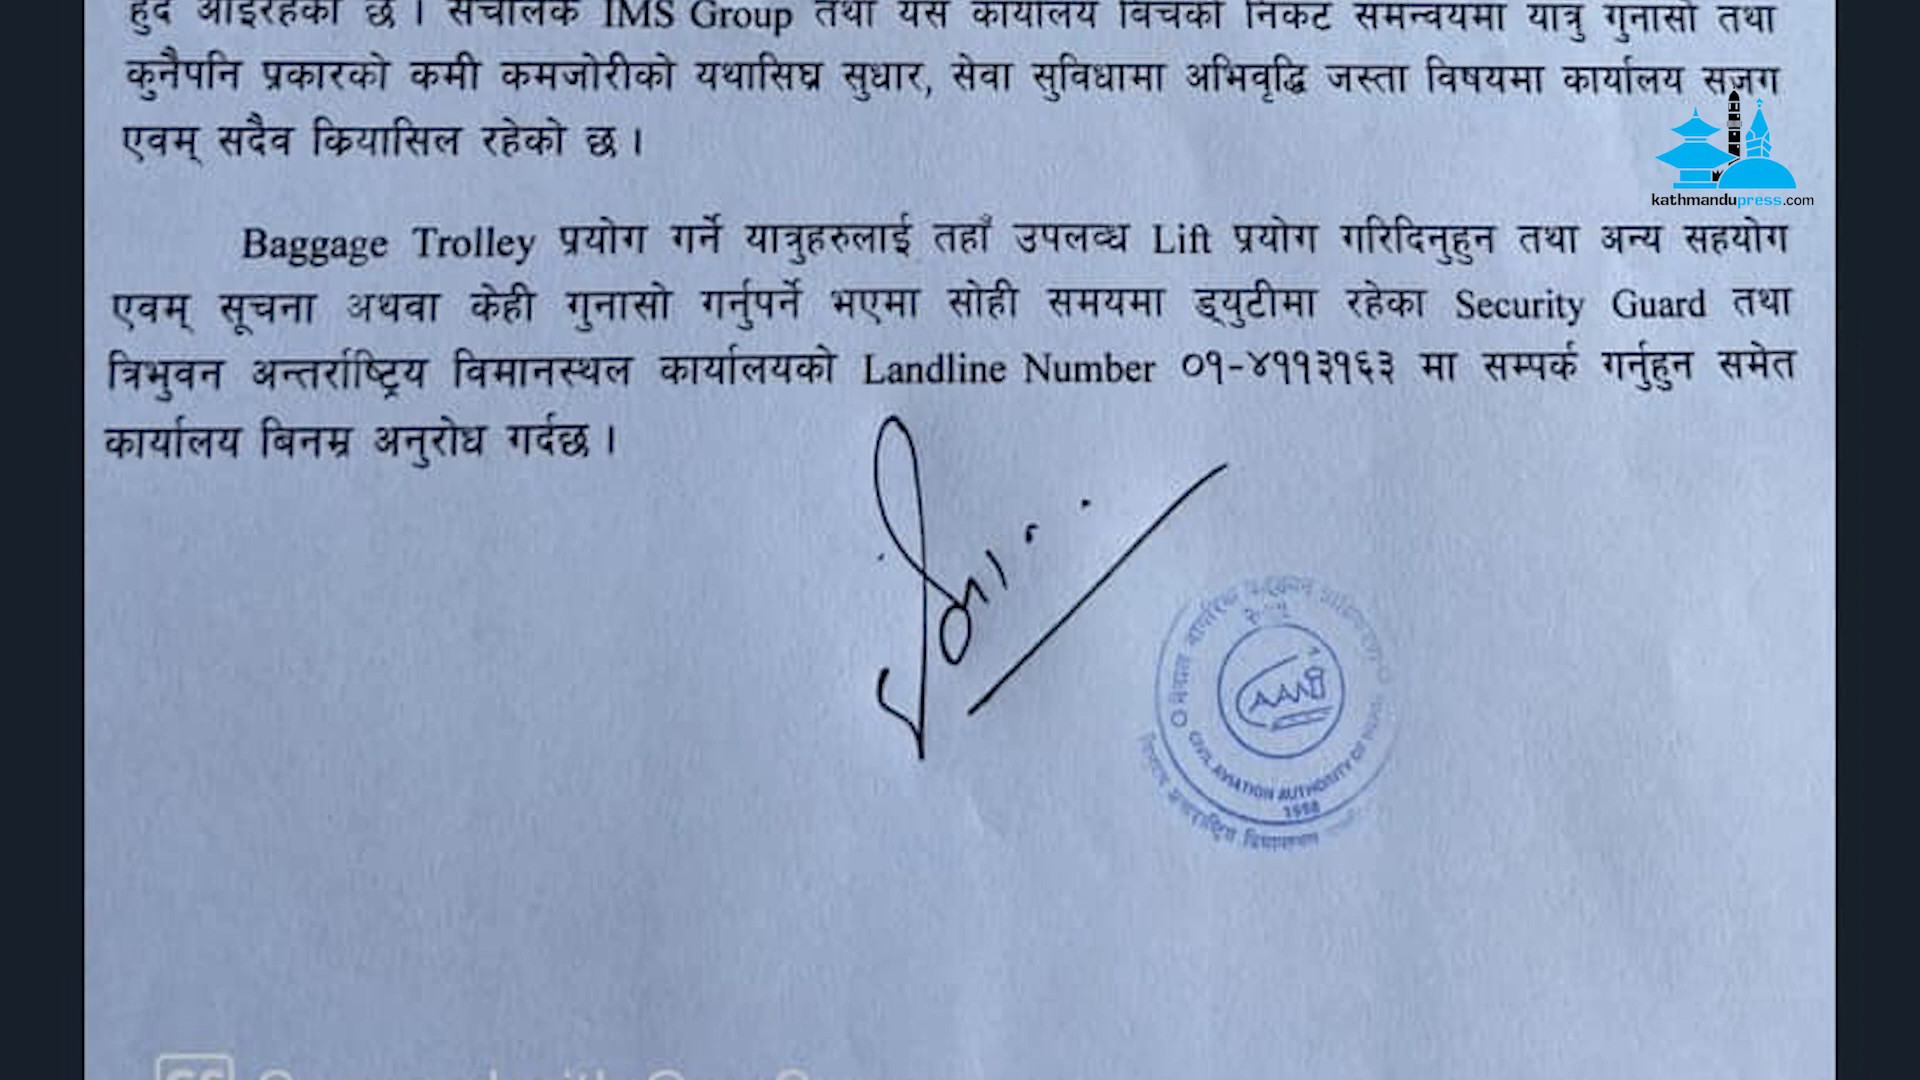 हुँदै आइरहेको छ । संचालक IMS Group तथा यस कार्यालय विचको निकट समन्वयमा यात्रु गुनासो तथा
कुनैपनि प्रकारको कमी कमजोरीको यथासिघ्र सुधार, सेवा सुविधामा अभिवृद्धि जस्ता विषयमा कार्यालय सजग
एवम् सदैव क्रियासिल रहेको छ ।
kathmandupress.com
Baggage Trolley प्रयोग गर्ने यात्रुहरुलाई तहाँ उपलब्ध Lift प्रयोग गरिदिनुहुन तथा अन्य सहयोग
एवम् सूचना अथवा केही गुनासो गर्नुपर्ने भएमा सोही समयमा ड्युटीमा रहेका Security Guard तथा
त्रिभुवन अन्तर्राष्ट्रिय विमानस्थल कार्यालयको Landline Number ०१-४११३१६३ मा सम्पर्क गर्नुहुन समेत
कार्यालय बिनम्र अनुरोध गर्दछ ।
CIVIL AVIATION AUTHORITY OF NEPAL
1998